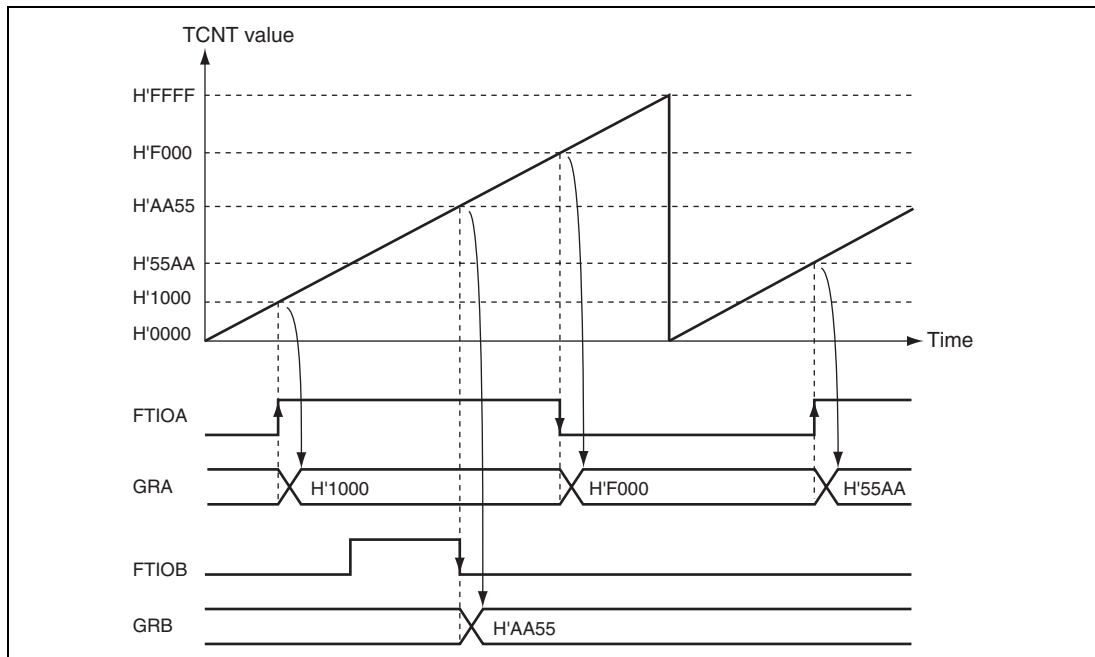 TCNT value
H'FFFF
H'F000
H'AA55
H'55AA
H'1000
H'0000
Time
FTIOA
GRA
H'1000
H'F000
H'55AA
FTIOB
GRB
H'AA55